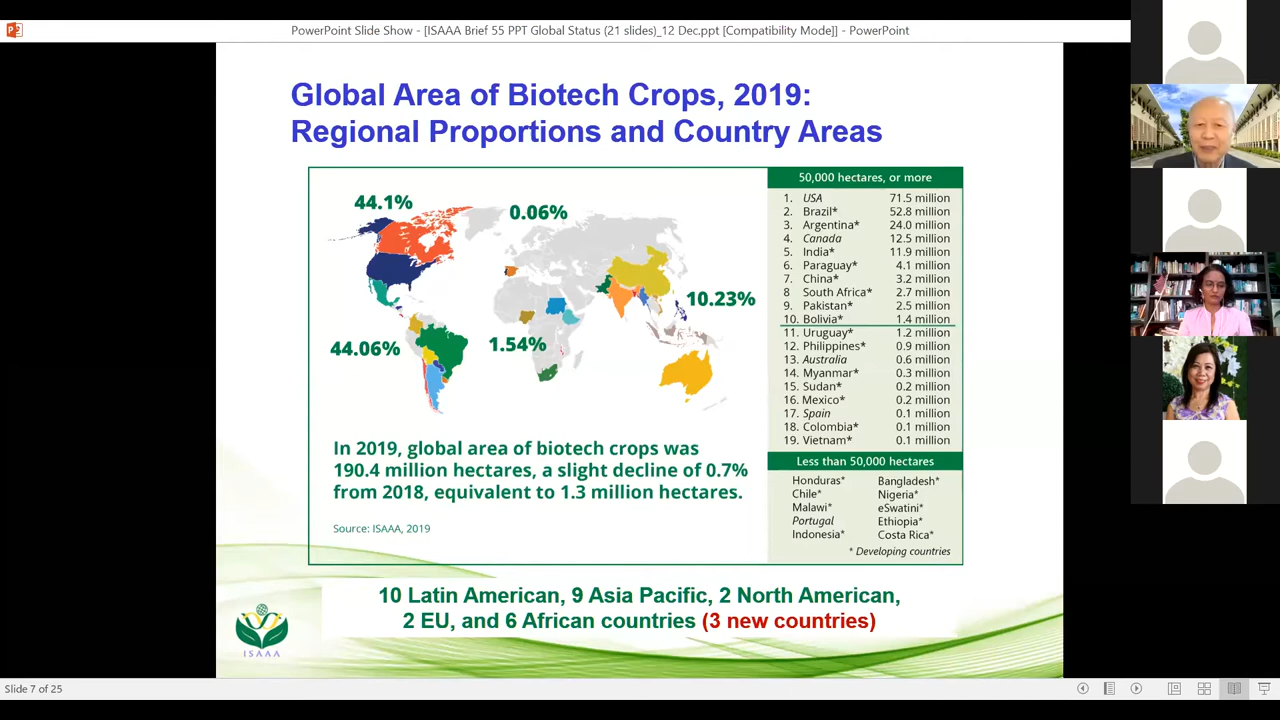 PowerPoint Slide Show - [ISAAA Brief 55 PPT Global Status (21 slides)_12 Dec.ppt [Compatibility Mode]] - PowerPoint
Global Area of Biotech Crops, 2019:
Regional Proportions and Country Areas
44.1%
0.06%
10.23%
44.06%
1.54%
In 2019, global area of biotech crops was
190.4 million hectares, a slight decline of 0.7%
from 2018, equivalent to 1.3 million hectares.
Source: ISAAA, 2019
50,000 hectares, or more
1. USA 71.5 million
2. Brazil* 52.8 million
3. Argentina* 24.0 million
4. Canada 12.5 million
5. India* 11.9 million
6. Paraguay* 4.1 million
7. China* 3.2 million
8 South Africa* 2.7 million
9. Pakistan* 2.5 million
10. Bolivia* 1.4 million
11. Uruguay* 1.2 million
12. Philippines* 0.9 million
13. Australia 0.6 million
14. Myanmar* 0.3 million
15. Sudan* 0.2 million
16. Mexico* 0.2 million
17. Spain 0.1 million
18. Colombia* 0.1 million
19. Vietnam* 0.1 million
Less than 50,000 hectares
Honduras* Bangladesh*
Chile* Nigeria*
Malawi* eSwatini*
Portugal Ethiopia*
Indonesia* Costa Rica*
* Developing countries
10 Latin American, 9 Asia Pacific, 2 North American,
2 EU, and 6 African countries (3 new countries)
ISAAA
Slide 7 of 25